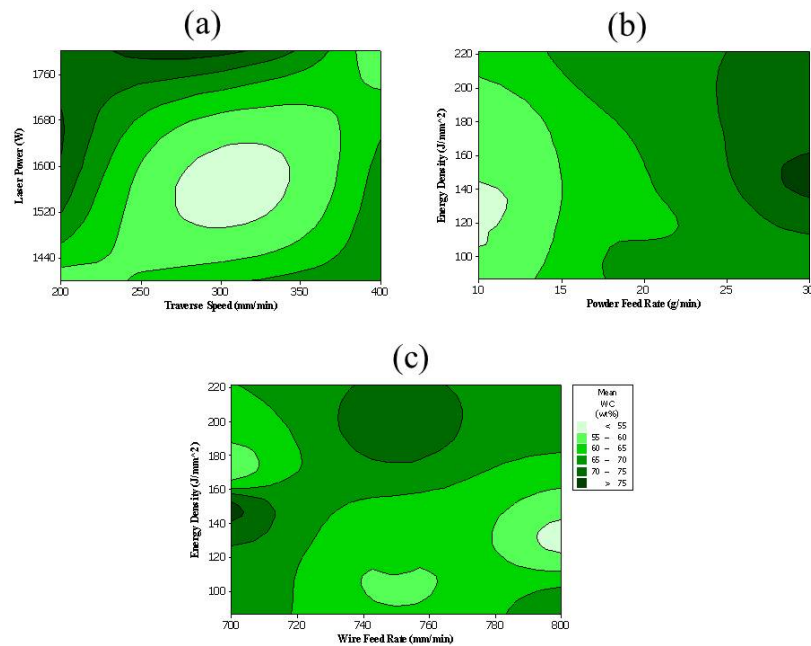 (a)
Laser Power (W)
1760
1680
1600
1520
1440
200 250 300 350 400
Traverse Speed (mm/min)
(b)
Energy Density (J/mm^2)
220
200
180
160
140
120
100
10 15 20 25 30
Powder Feed Rate (g/min)
(c)
Energy Density (J/mm^2)
220
200
180
160
140
120
100
700 720 740 760 780 800
Wire Feed Rate (mm/min)
Mean
WC
(wt%)
< 55
55 – 60
60 – 65
65 – 70
70 – 75
> 75